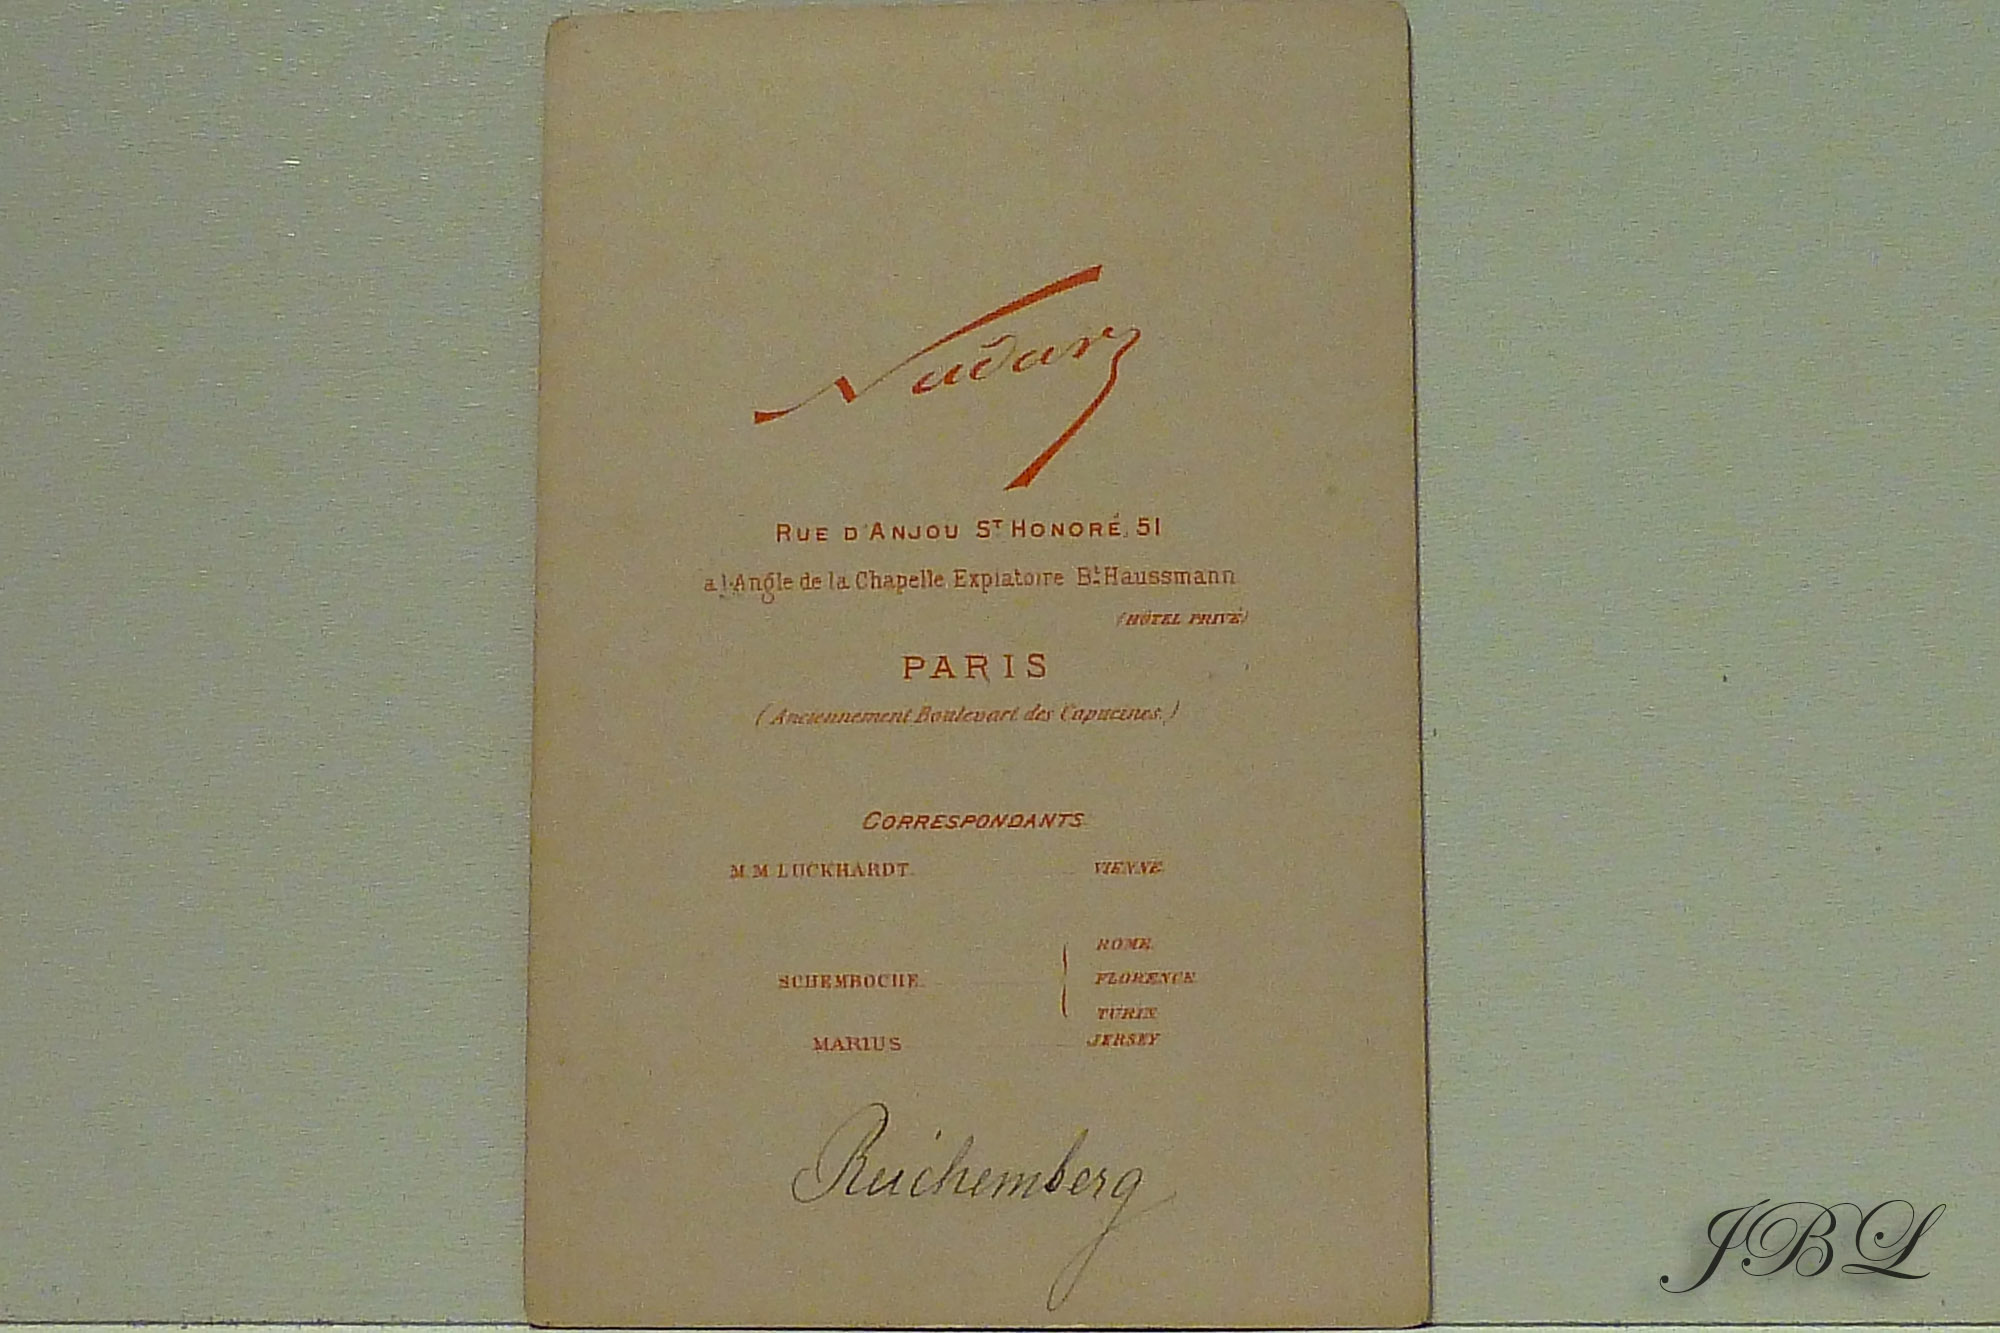 Nadar
RUE D'ANJOU ST HONORÉ, 51
a l'Angle de la Chapelle Expiatoire Bt Haussmann
(HÔTEL PRIVÉ)
PARIS
(Anciennement Boulevart des Capucines.)
CORRESPONDANTS
M M LUCKHARDT. VIENNE.
ROME.
SCHEMBOCHE. FLORENCE.
TURIN.
MARIUS JERSEY
Reichemberg
JBL